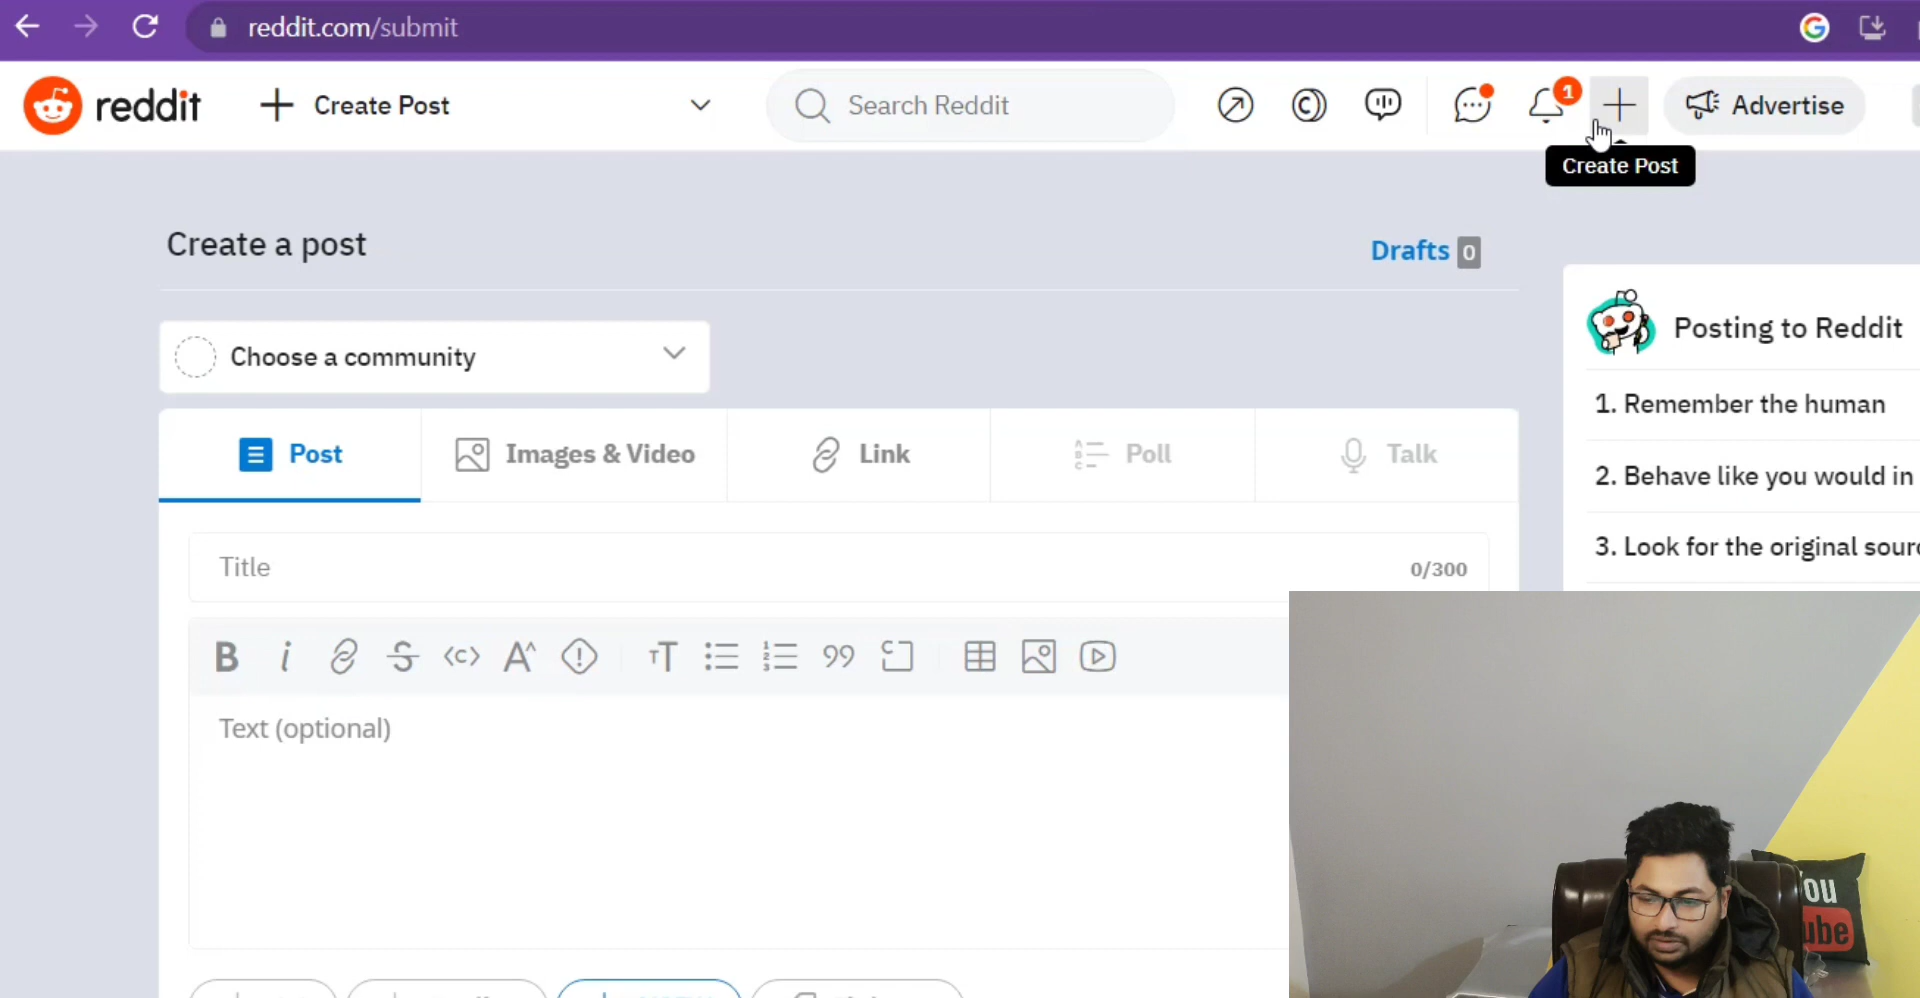 reddit.com/submit
reddit
Create Post
Search Reddit
1
Advertise
Create Post
Create a post
Drafts 0
Choose a community
Posting to Reddit
1. Remember the human
2. Behave like you would in
3. Look for the original
Post
Images & Video
Link
Poll
Talk
Title
0/300
Text (optional)
You